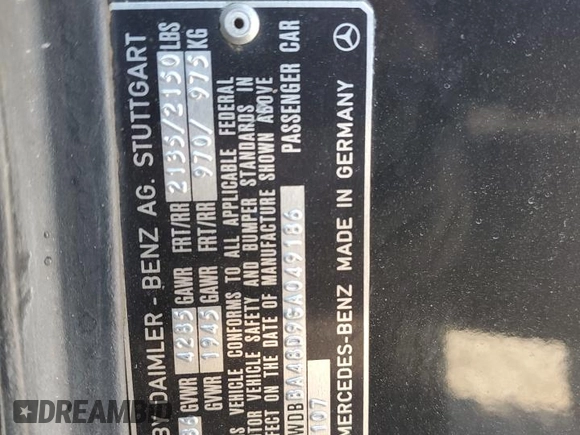 BY DAIMLER-BENZ AG. STUTTGART
86 GVWR 4285 GAWR FRT/RR 2135/2150 LBS
GVWR 1945 GAWR FRT/RR 970/ 975 KG
S VEHICLE CONFORMS TO ALL APPLICABLE FEDERAL
TOR VEHICLE SAFETY AND BUMPER STANDARDS IN
FECT ON THE DATE OF MANUFACTURE SHOWN ABOVE
WDBBA48D9GA049186 PASSENGER CAR
107
MERCEDES-BENZ MADE IN GERMANY
DREAMBID.COM